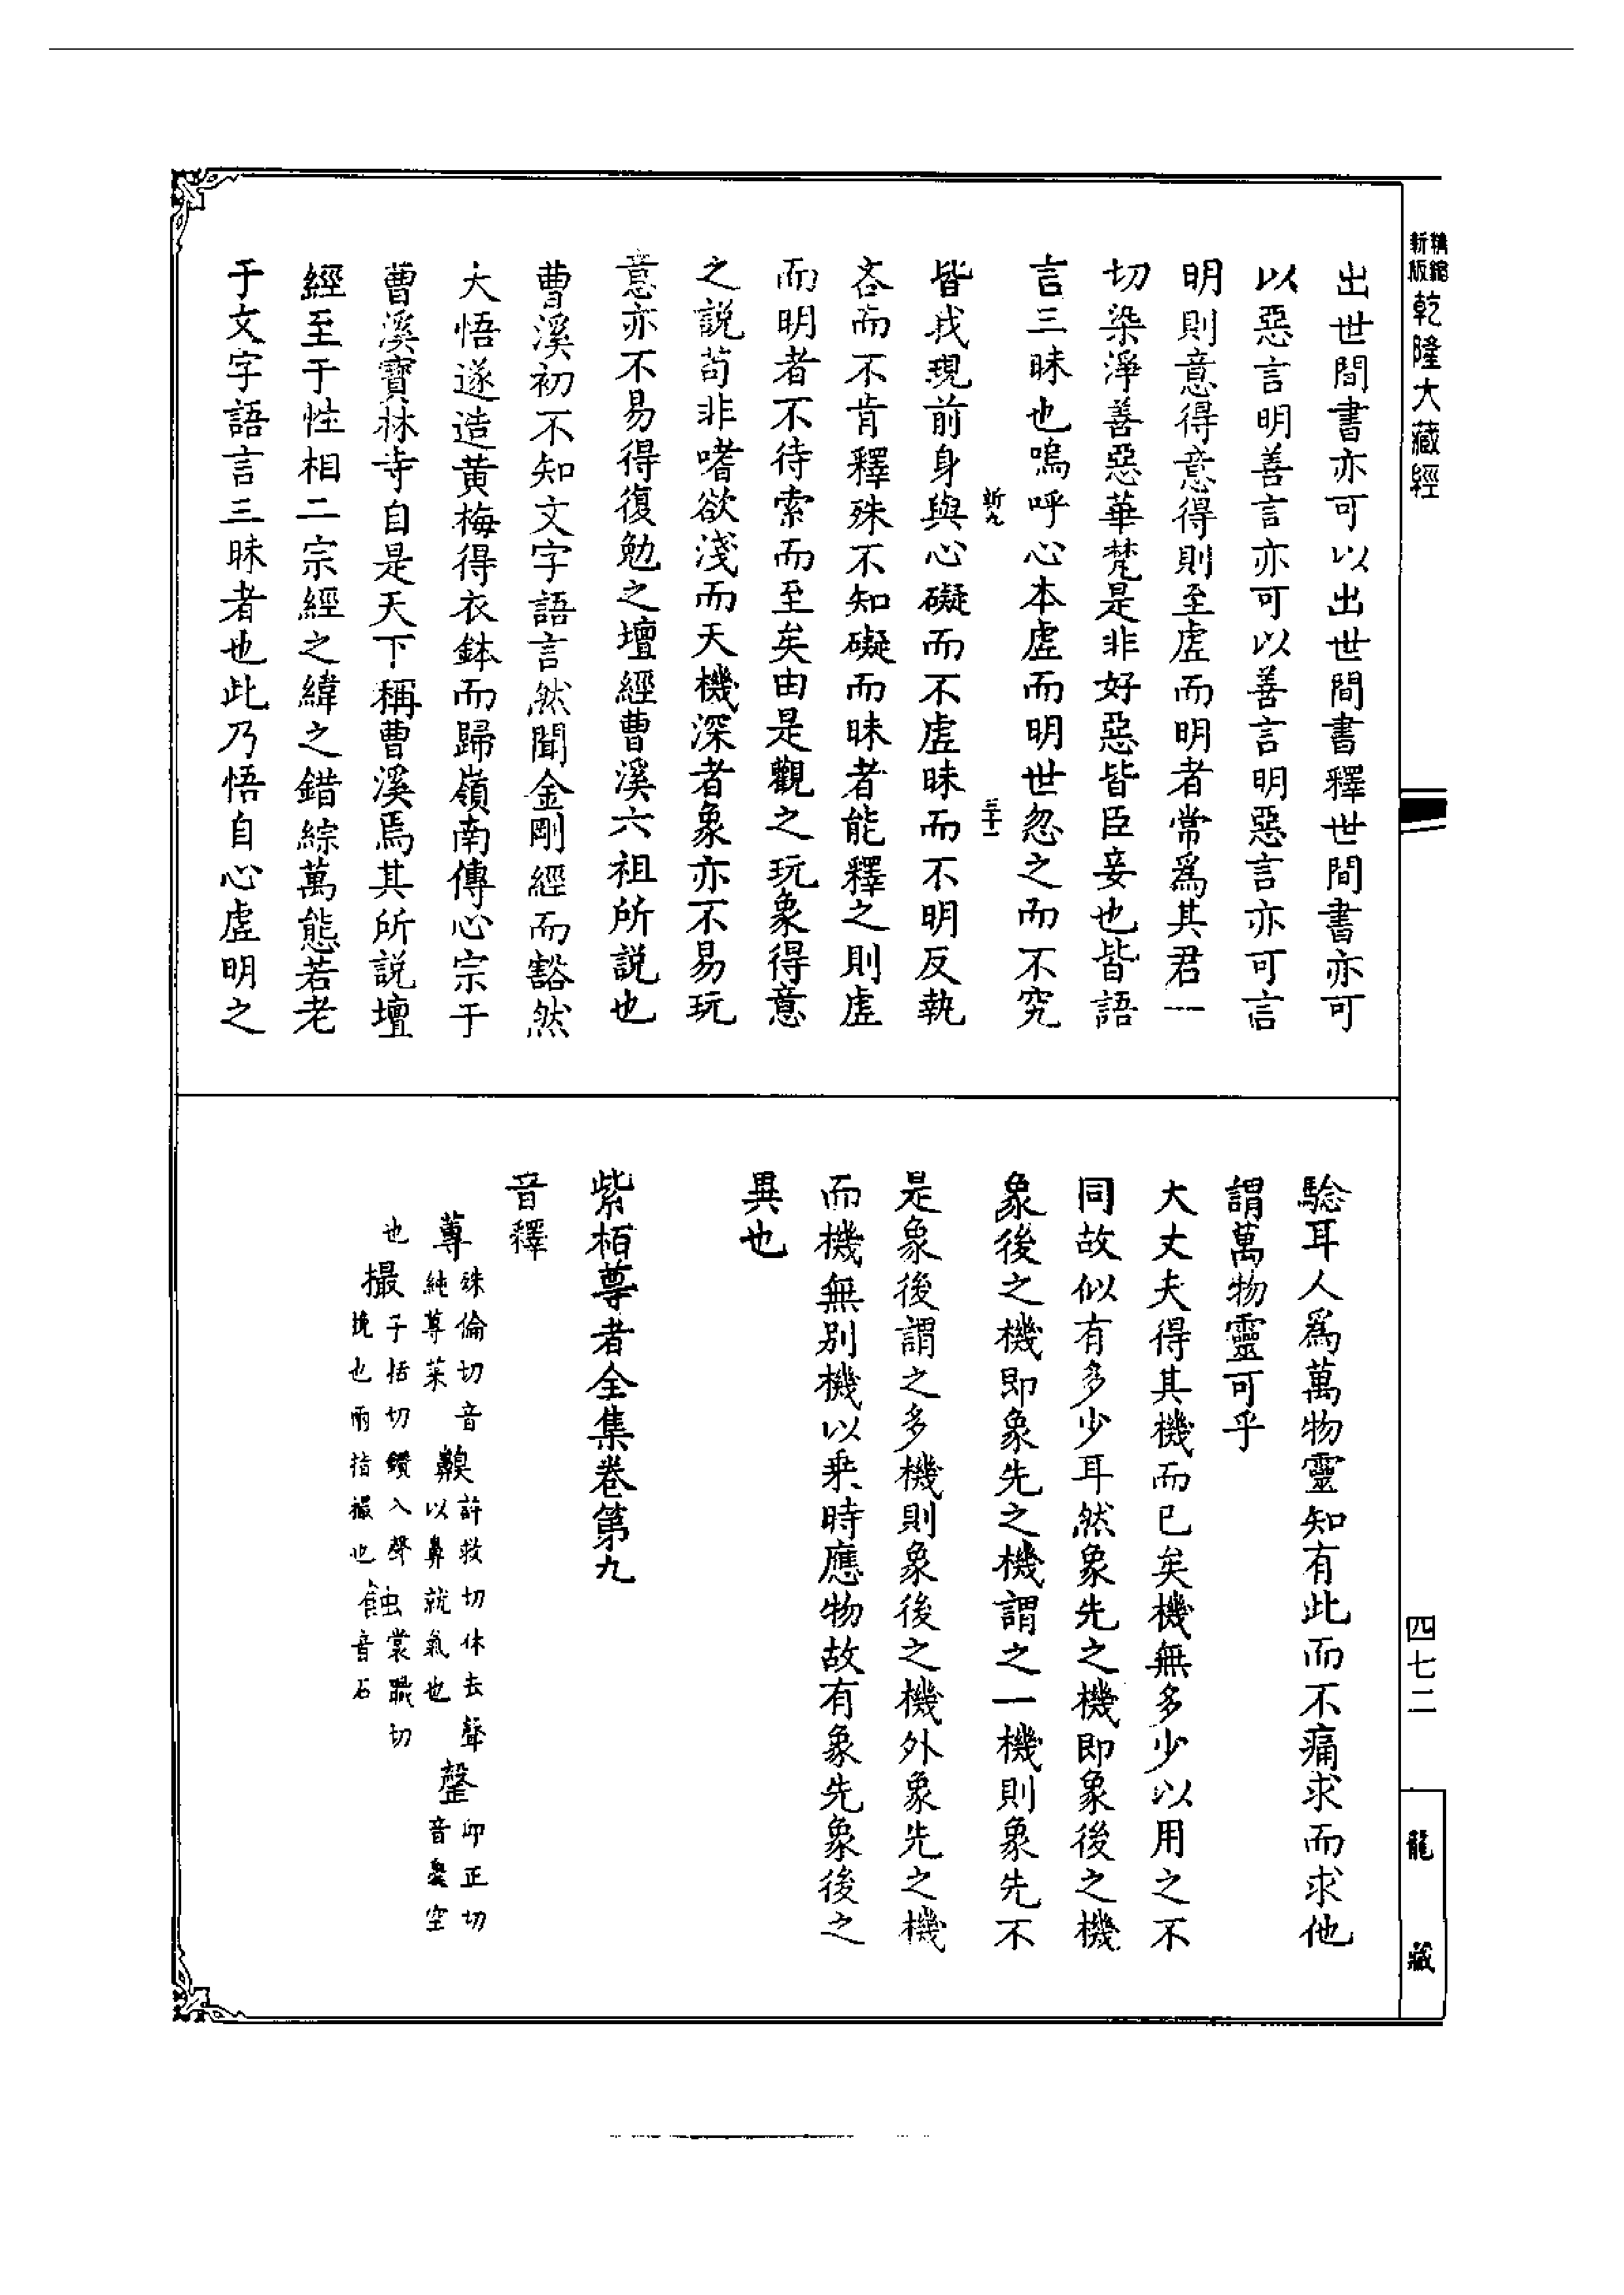 精縮新版乾隆大藏經
出世間書亦可以出世間書釋世間書亦可
以惡言明善言亦可以善言明惡言亦可言
明則意得意得則至虛而明者常爲其君一
切染淨善惡華梵是非好惡皆臣妾也皆語
言三昧也嗚呼心本虛而明世忽之而不究
新九
三十一
皆我現前身與心礙而不虛昧而不明反執
吝而不肯釋殊不知礙而昧者能釋之則虛
而明者不待索而至矣由是觀之玩象得意
之說茍非嗜欲淺而天機深者象亦不易玩
意亦不易得復勉之壇經曹溪六祖所說也
曹溪初不知文字語言然聞金剛經而豁然
大悟遂造黃梅得衣鉢而歸嶺南傳心宗于
曹溪寶林寺自是天下稱曹溪焉其所說壇
經至于性相二宗經之緯之錯綜萬態若老
于文字語言三昧者也此乃悟自心虛明之
驗耳人爲萬物靈知有此而不痛求而求他
謂萬物靈可乎
大丈夫得其機而已矣機無多少以用之不
同故似有多少耳然象先之機即象後之機
象後之機即象先之機謂之一機則象先不
是象後謂之多機則象後之機外象先之機
而機無別機以乘時應物故有象先象後之
異也
紫栢尊者全集卷第九
音釋
蓴 殊倫切音純蓴菜 齅 許救切休去聲以鼻就氣也 罄 丘正切音 空
也 撮 子括切鑽入聲挽也兩指撮也 蝕 裳職切音石
四七二
龍藏